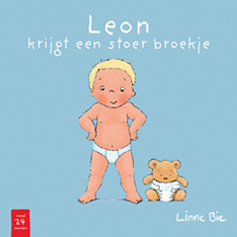 Leon
krijgt een stoer broekje
vanaf
24
maanden
Linne Bie